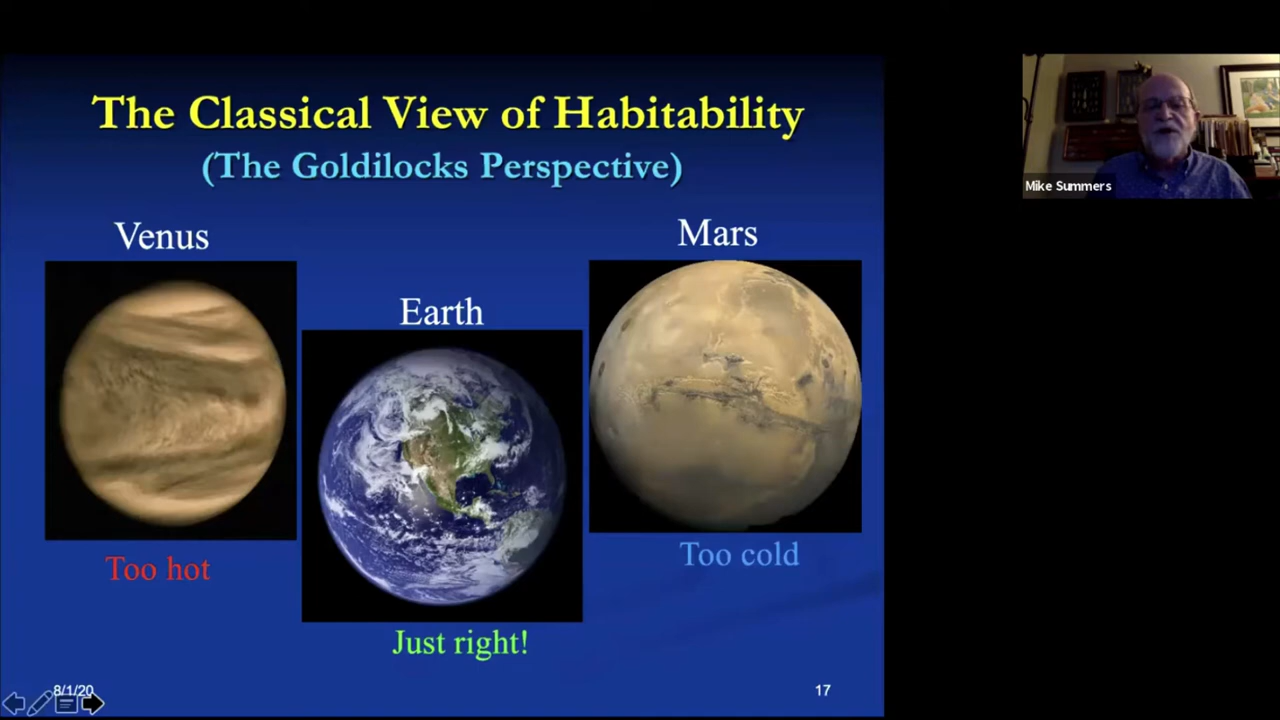 The Classical View of Habitability
(The Goldilocks Perspective)
Venus
Earth
Mars
Too hot
Just right!
Too cold
8/1/20
17
Mike Summers